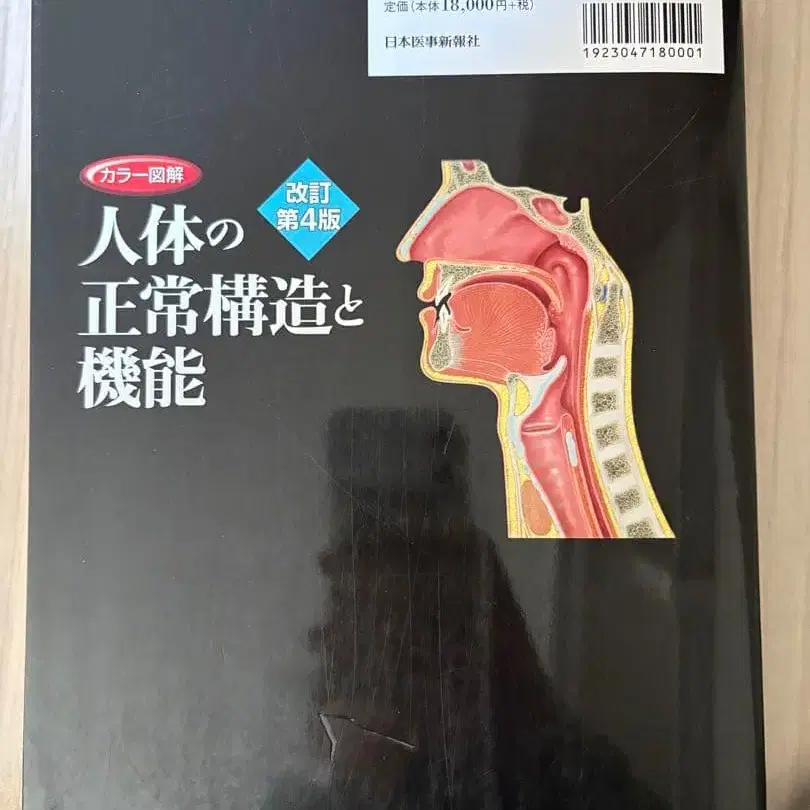 定価(本体18,000円+税)
日本医事新報社
1923047180001
カラー図解
改訂
第4版
人体の
正常構造と
機能